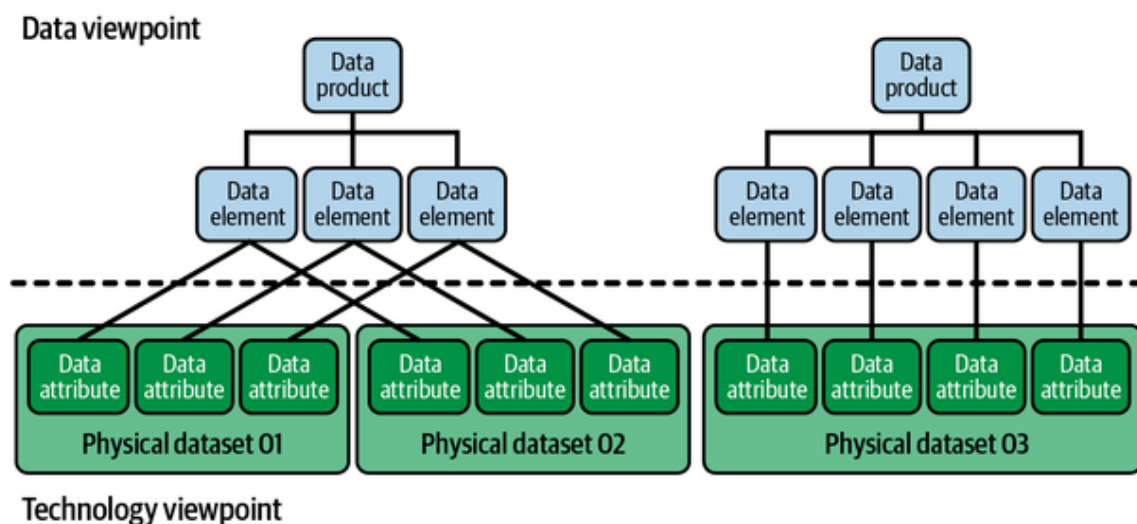 Data viewpoint
Data
product
Data
product
Data
element
Data
element
Data
element
Data
element
Data
element
Data
element
Data
element
Data
attribute
Data
attribute
Data
attribute
Data
attribute
Data
attribute
Data
attribute
Data
attribute
Data
attribute
Data
attribute
Data
attribute
Physical dataset 01
Physical dataset 02
Physical dataset 03
Technology viewpoint